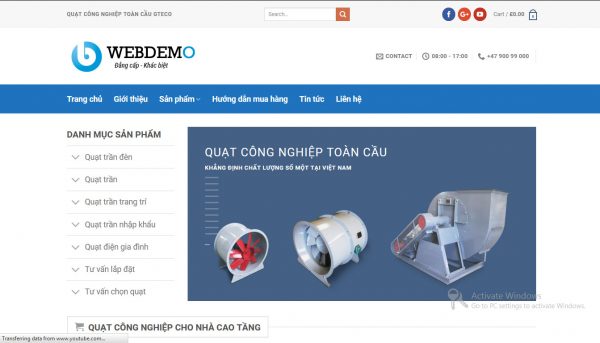 QUẠT CÔNG NGHIỆP TOÀN CẦU GTECO
Search...
Cart / £0.00
0
WEBDEMO
Đẳng cấp - Khác biệt
CONTACT
08:00 - 17:00
+47 900 99 000
Trang chủ
Giới thiệu
Sản phẩm
Hướng dẫn mua hàng
Tin tức
Liên hệ
DANH MỤC SẢN PHẨM
Quạt trần đèn
Quạt trần
Quạt trần trang trí
Quạt trần nhập khẩu
Quạt điện gia đình
Tư vấn lắp đặt
Tư vấn chọn quạt
QUẠT CÔNG NGHIỆP TOÀN CẦU
KHẲNG ĐỊNH CHẤT LƯỢNG SỐ MỘT TẠI VIỆT NAM
Activate Windows
Go to PC settings to activate Windows.
QUẠT CÔNG NGHIỆP CHO NHÀ CAO TẦNG
Transferring data from www.youtube.com...